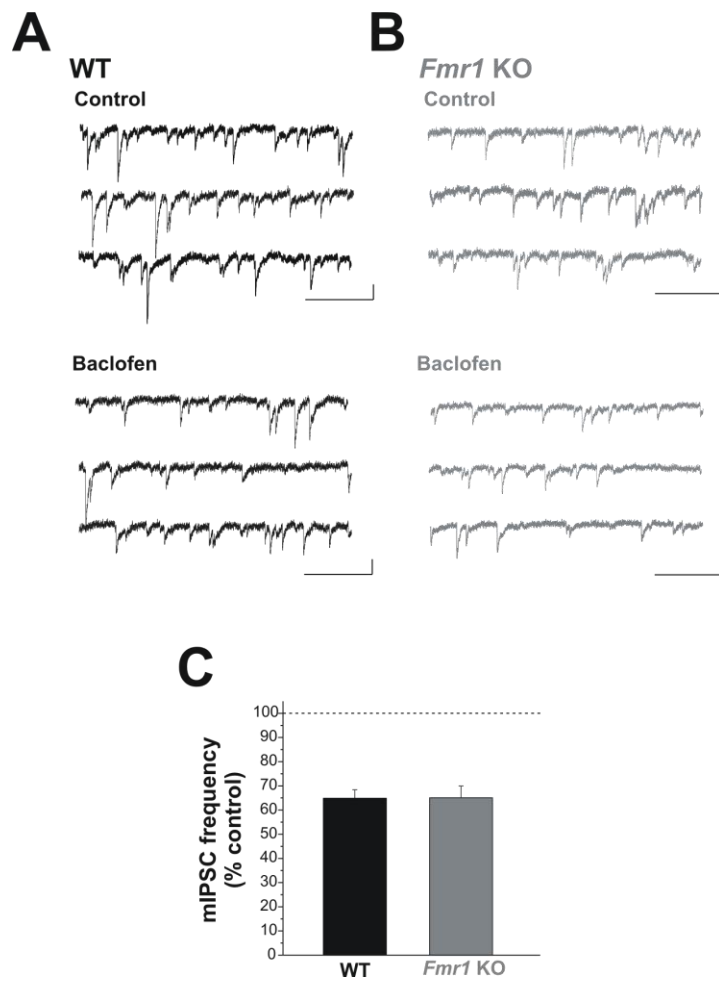 A
B
WT
Fmr1 KO
Control
Control
Baclofen
Baclofen
C
mIPSC frequency
(% control)
100
90
80
70
60
50
40
30
20
10
0
WT
Fmr1 KO